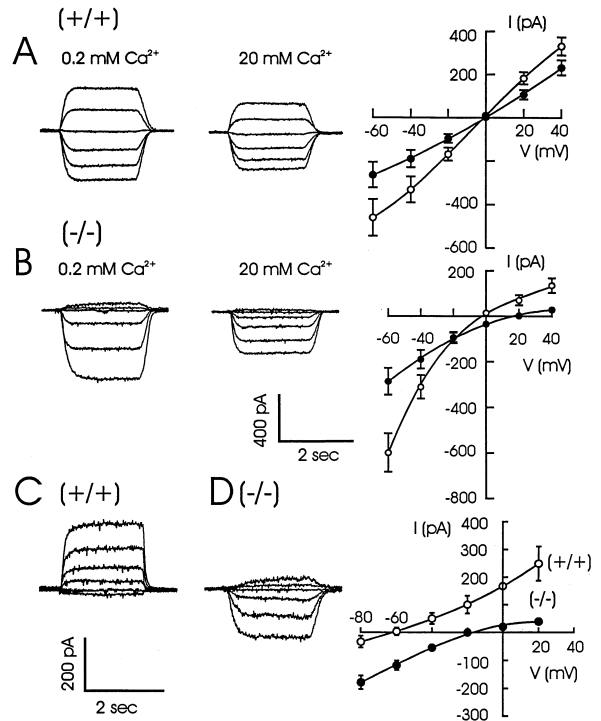 (+/+)
A
0.2 mM Ca²⁺
20 mM Ca²⁺
I (pA)
400
200
-60 -40 20 40
V (mV)
-400
-600
(-/-)
B
0.2 mM Ca²⁺
20 mM Ca²⁺
I (pA)
200
-60 -40 20 40
V (mV)
-200
-400
-600
-800
400 pA
2 sec
C (+/+)
D (-/-)
I (pA)
400
300
200
(+/+)
(-/-)
-80 -60 20 40
V (mV)
-100
-200
-300
200 pA
2 sec